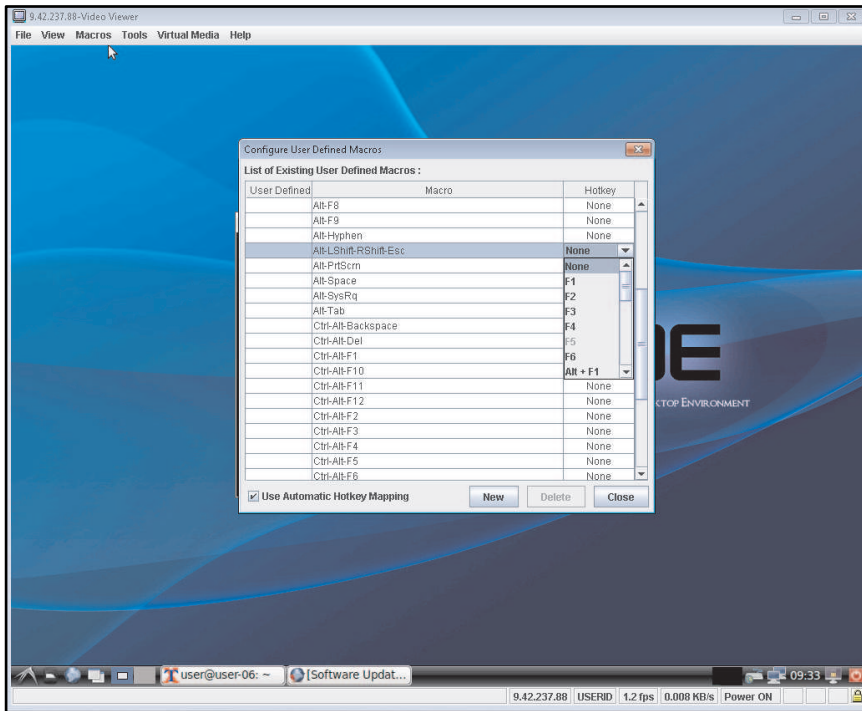 9.42.237.88-Video Viewer
File View Macros Tools Virtual Media Help
Configure User Defined Macros
List of Existing User Defined Macros :
User Defined Macro Hotkey
Alt-F8 None
Alt-F9 None
Alt-Hyphen None
Alt-LShift-RShift-Esc None
Alt-PrtScrn None
Alt-Space F1
Alt-SysRq F2
Alt-Tab F3
Ctrl-Alt-Backspace F4
Ctrl-Alt-Del F5
Ctrl-Alt-F1 F6
Ctrl-Alt-F10 Alt + F1
Ctrl-Alt-F11 None
Ctrl-Alt-F12 None
Ctrl-Alt-F2 None
Ctrl-Alt-F3 None
Ctrl-Alt-F4 None
Ctrl-Alt-F5 None
Ctrl-Alt-F6 None
Use Automatic Hotkey Mapping New Delete Close
E
KTOP ENVIRONMENT
user@user-06: ~ [Software Updat... 09:33
9.42.237.88 USERID 1.2 fps 0.008 KB/s Power ON